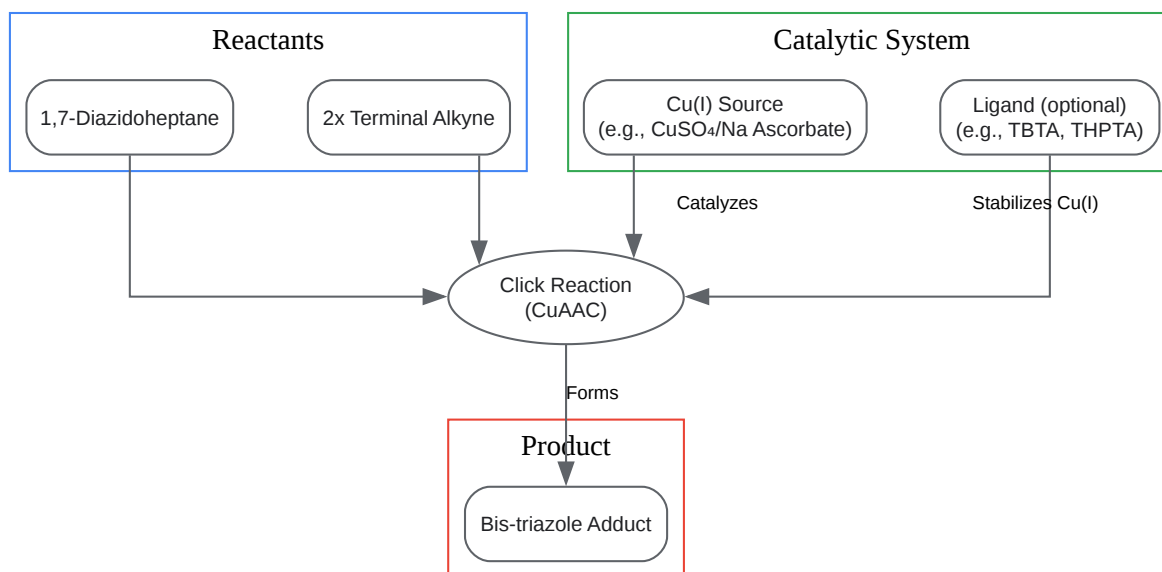 Reactants
Catalytic System
1,7-Diazidoheptane
2x Terminal Alkyne
Cu(I) Source
(e.g., CuSO₄/Na Ascorbate)
Ligand (optional)
(e.g., TBTA, THPTA)
Catalyzes
Stabilizes Cu(I)
Click Reaction
(CuAAC)
Forms
Product
Bis-triazole Adduct